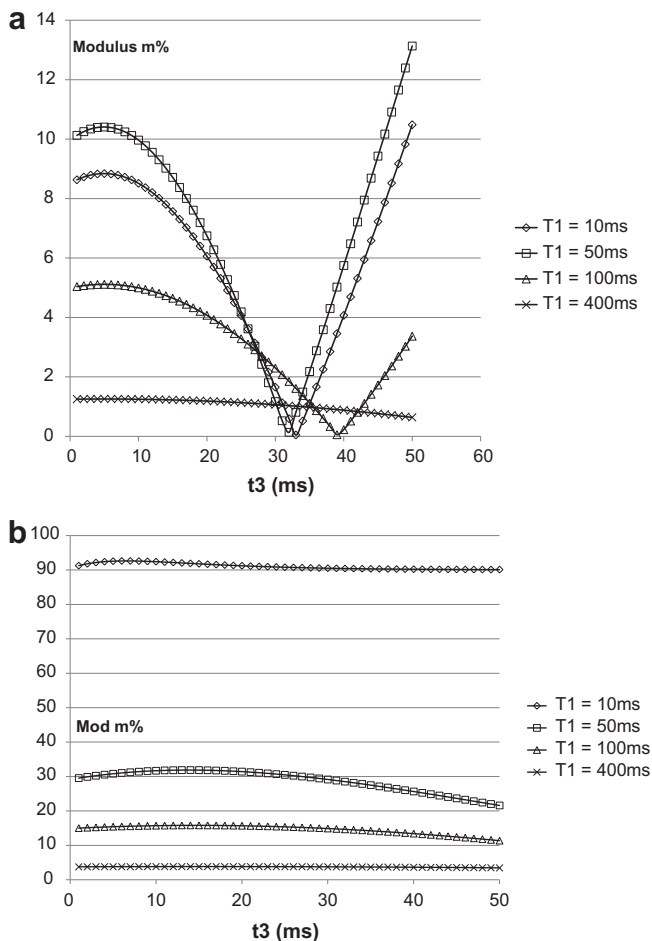 a
14
Modulus m%
12
10
8
6
4
2
0
0 10 20 30 40 50 60
t3 (ms)
T1 = 10ms
T1 = 50ms
T1 = 100ms
T1 = 400ms
b
100
90
80
70
60
50
Mod m%
40
30
20
10
0
0 10 20 30 40 50
t3 (ms)
T1 = 10ms
T1 = 50ms
T1 = 100ms
T1 = 400ms